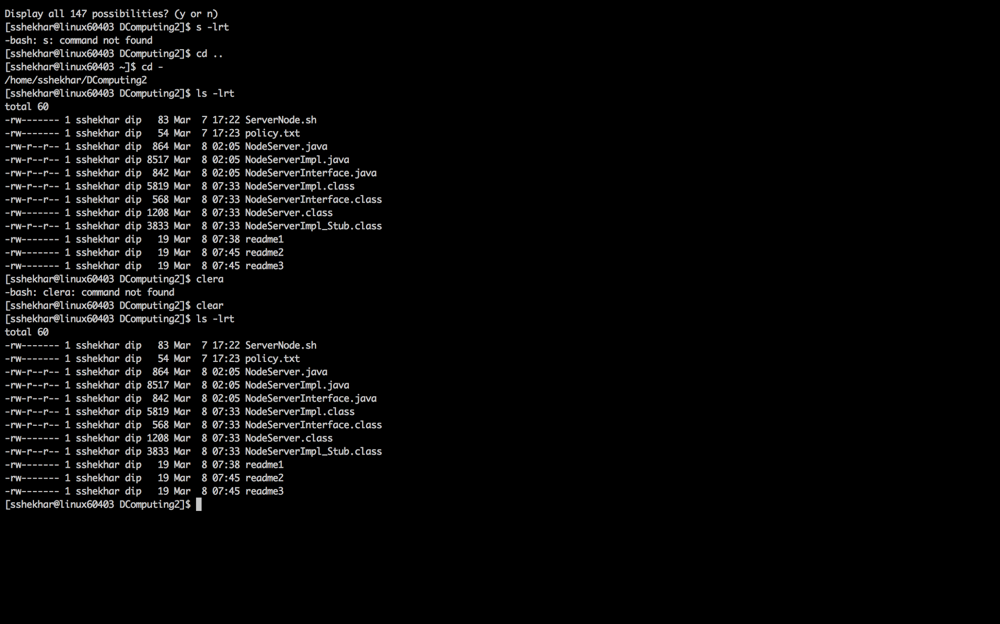 Display all 147 possibilities? (y or n)
[sshekhar@linux60403 DComputing2]$ s -lrt
-bash: s: command not found
[sshekhar@linux60403 DComputing2]$ cd ..
[sshekhar@linux60403 ~]$ cd -
/home/sshekhar/DComputing2
[sshekhar@linux60403 DComputing2]$ ls -lrt
total 60
-rw------- 1 sshekhar dip   83 Mar  7 17:22 ServerNode.sh
-rw------- 1 sshekhar dip   54 Mar  7 17:23 policy.txt
-rw-r--r-- 1 sshekhar dip  864 Mar  8 02:05 NodeServer.java
-rw-r--r-- 1 sshekhar dip 8517 Mar  8 02:05 NodeServerImpl.java
-rw-r--r-- 1 sshekhar dip  842 Mar  8 02:05 NodeServerInterface.java
-rw-r--r-- 1 sshekhar dip 5819 Mar  8 07:33 NodeServerImpl.class
-rw-r--r-- 1 sshekhar dip  568 Mar  8 07:33 NodeServerInterface.class
-rw------- 1 sshekhar dip 1208 Mar  8 07:33 NodeServer.class
-rw-r--r-- 1 sshekhar dip 3833 Mar  8 07:33 NodeServerImpl_Stub.class
-rw------- 1 sshekhar dip   19 Mar  8 07:38 readme1
-rw------- 1 sshekhar dip   19 Mar  8 07:45 readme2
-rw------- 1 sshekhar dip   19 Mar  8 07:45 readme3
[sshekhar@linux60403 DComputing2]$ clera
-bash: clera: command not found
[sshekhar@linux60403 DComputing2]$ clear
[sshekhar@linux60403 DComputing2]$ ls -lrt
total 60
-rw------- 1 sshekhar dip   83 Mar  7 17:22 ServerNode.sh
-rw------- 1 sshekhar dip   54 Mar  7 17:23 policy.txt
-rw-r--r-- 1 sshekhar dip  864 Mar  8 02:05 NodeServer.java
-rw-r--r-- 1 sshekhar dip 8517 Mar  8 02:05 NodeServerImpl.java
-rw-r--r-- 1 sshekhar dip  842 Mar  8 02:05 NodeServerInterface.java
-rw-r--r-- 1 sshekhar dip 5819 Mar  8 07:33 NodeServerImpl.class
-rw-r--r-- 1 sshekhar dip  568 Mar  8 07:33 NodeServerInterface.class
-rw------- 1 sshekhar dip 1208 Mar  8 07:33 NodeServer.class
-rw-r--r-- 1 sshekhar dip 3833 Mar  8 07:33 NodeServerImpl_Stub.class
-rw------- 1 sshekhar dip   19 Mar  8 07:38 readme1
-rw------- 1 sshekhar dip   19 Mar  8 07:45 readme2
-rw------- 1 sshekhar dip   19 Mar  8 07:45 readme3
[sshekhar@linux60403 DComputing2]$